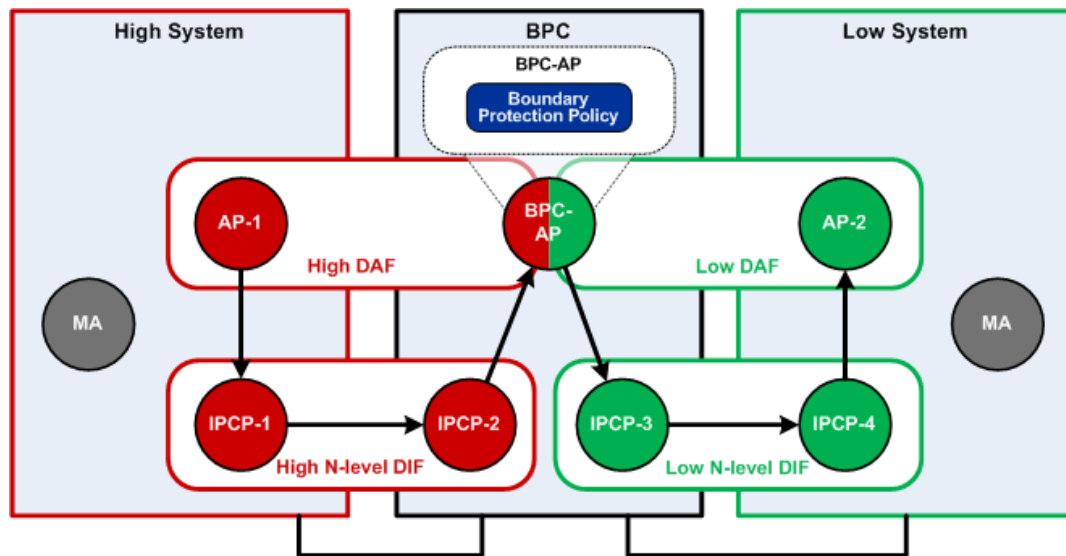 High System
BPC
Low System
BPC-AP
Boundary
Protection Policy
AP-1
BPC-
AP
AP-2
High DAF
Low DAF
MA
MA
IPCP-1
IPCP-2
IPCP-3
IPCP-4
High N-level DIF
Low N-level DIF